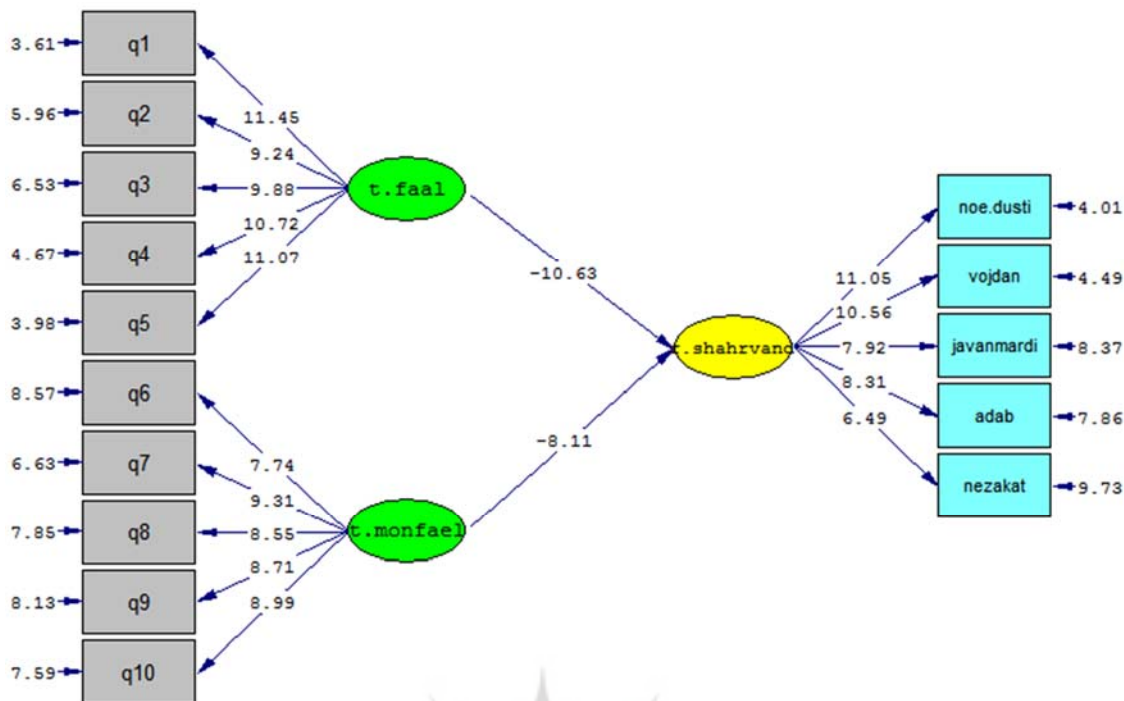 3.61 q1
5.96 q2
6.53 q3
4.67 q4
3.98 q5
8.57 q6
6.63 q7
7.85 q8
8.13 q9
7.59 q10
11.45
9.24
9.88
10.72
11.07
7.74
9.31
8.55
8.71
8.99
t.faal
t.monfael
-10.63
-8.11
r.shahrvand
11.05
10.56
7.92
8.31
6.49
noe.dusti 4.01
vojdan 4.49
javanmardi 8.37
adab 7.86
nezakat 9.73